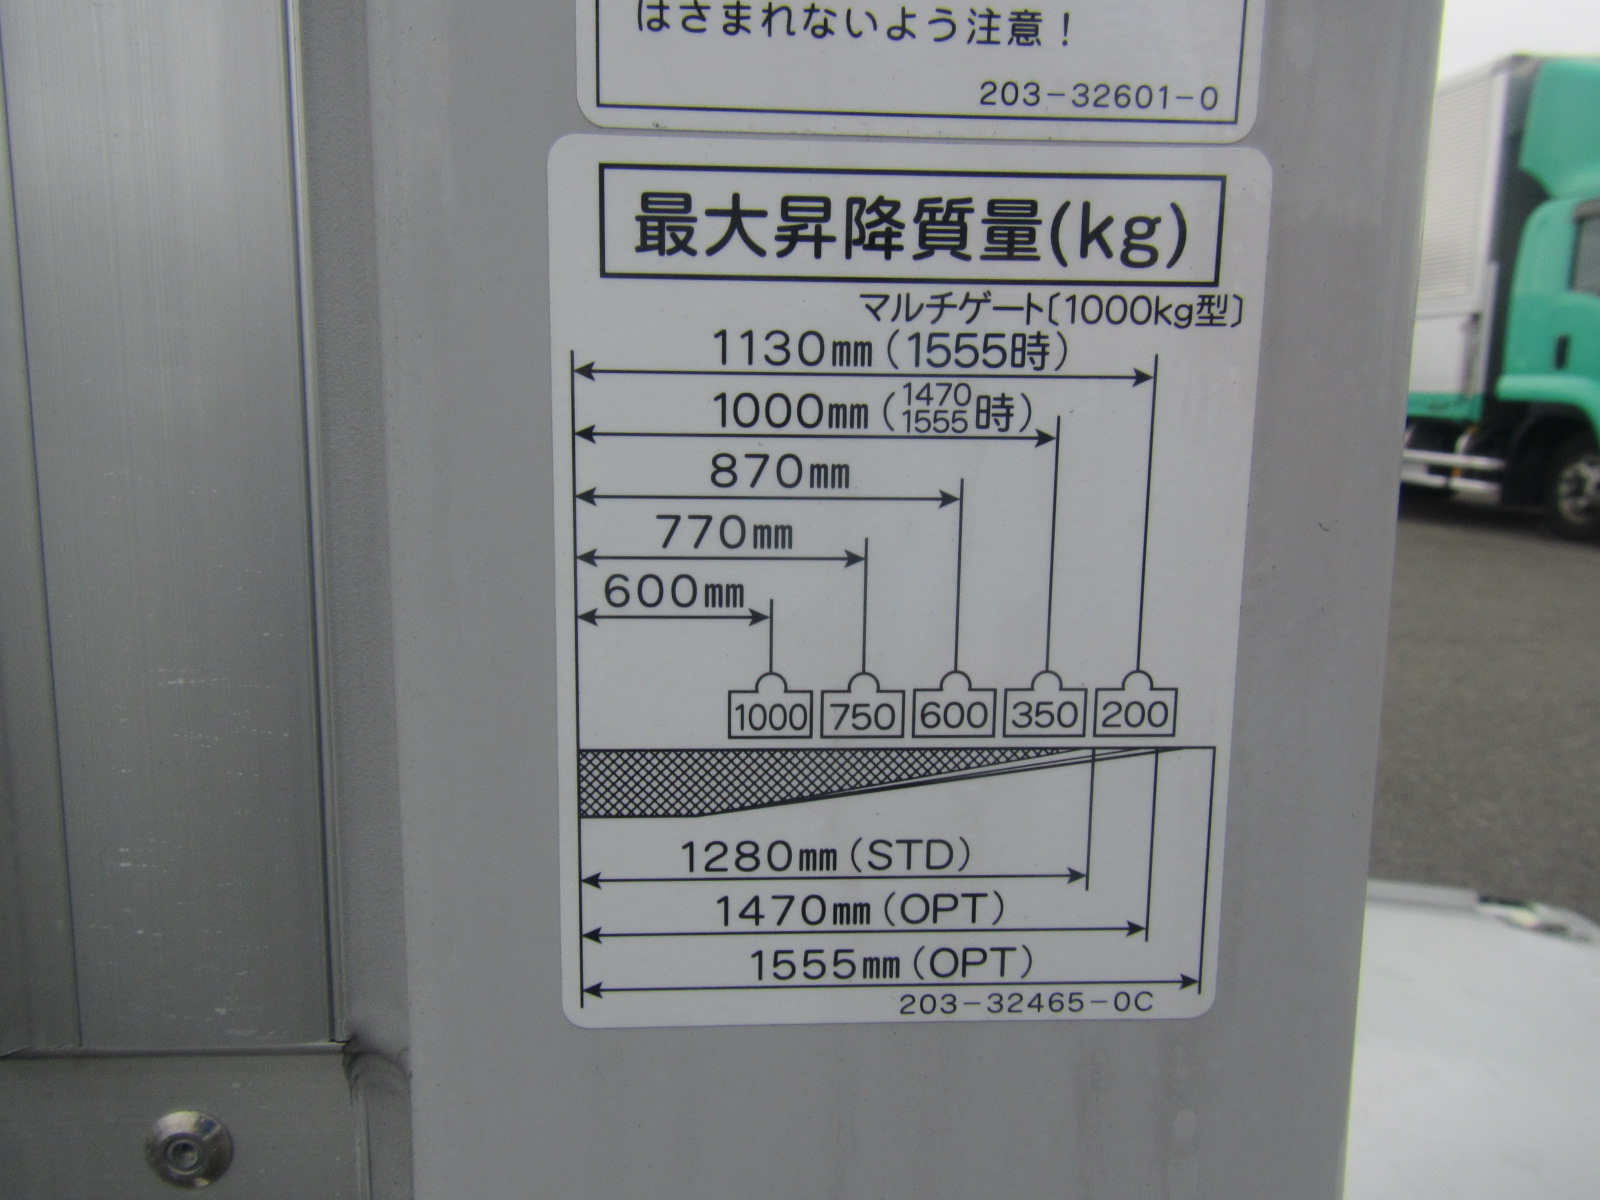 はさまれないよう注意！
203-32601-0
最大昇降質量(kg)
マルチゲート〔1000kg型〕
1130mm（1555時）
1000mm（1470 1555時）
870mm
770mm
600mm
1000 750 600 350 200
1280mm（STD）
1470mm（OPT）
1555mm（OPT）
203-32465-0C